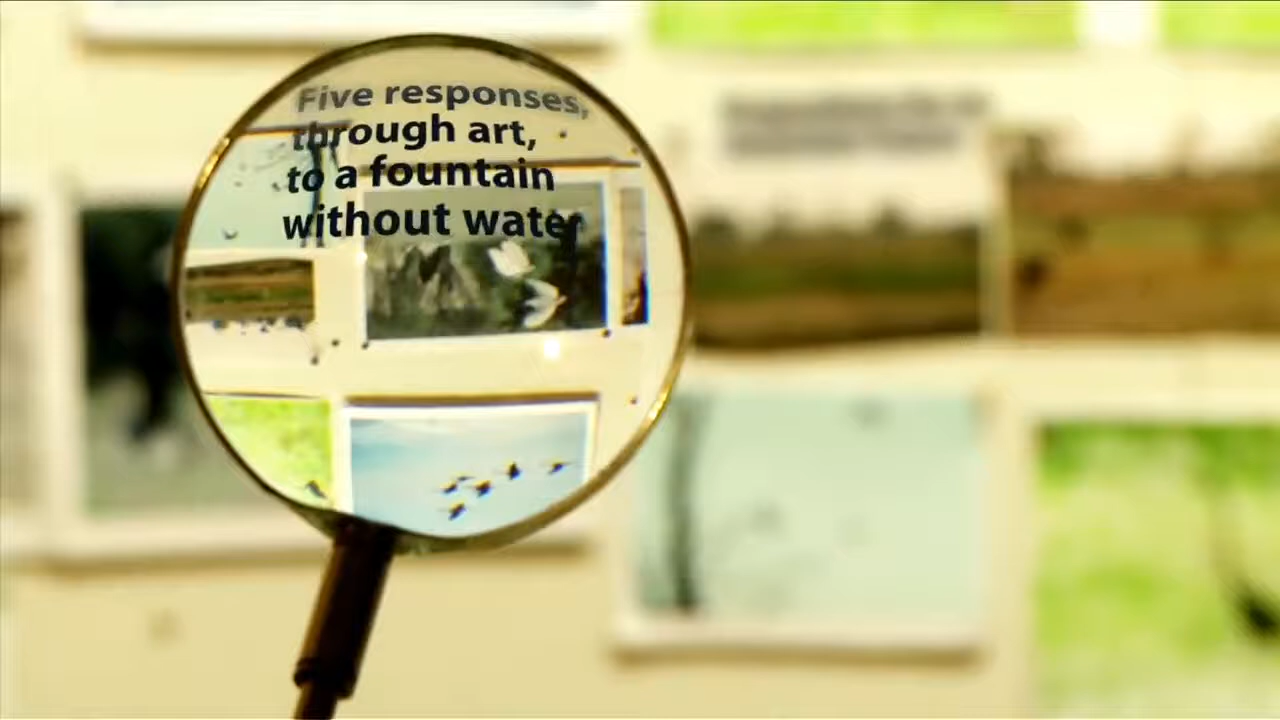 Five responses,
through art,
to a fountain
without water